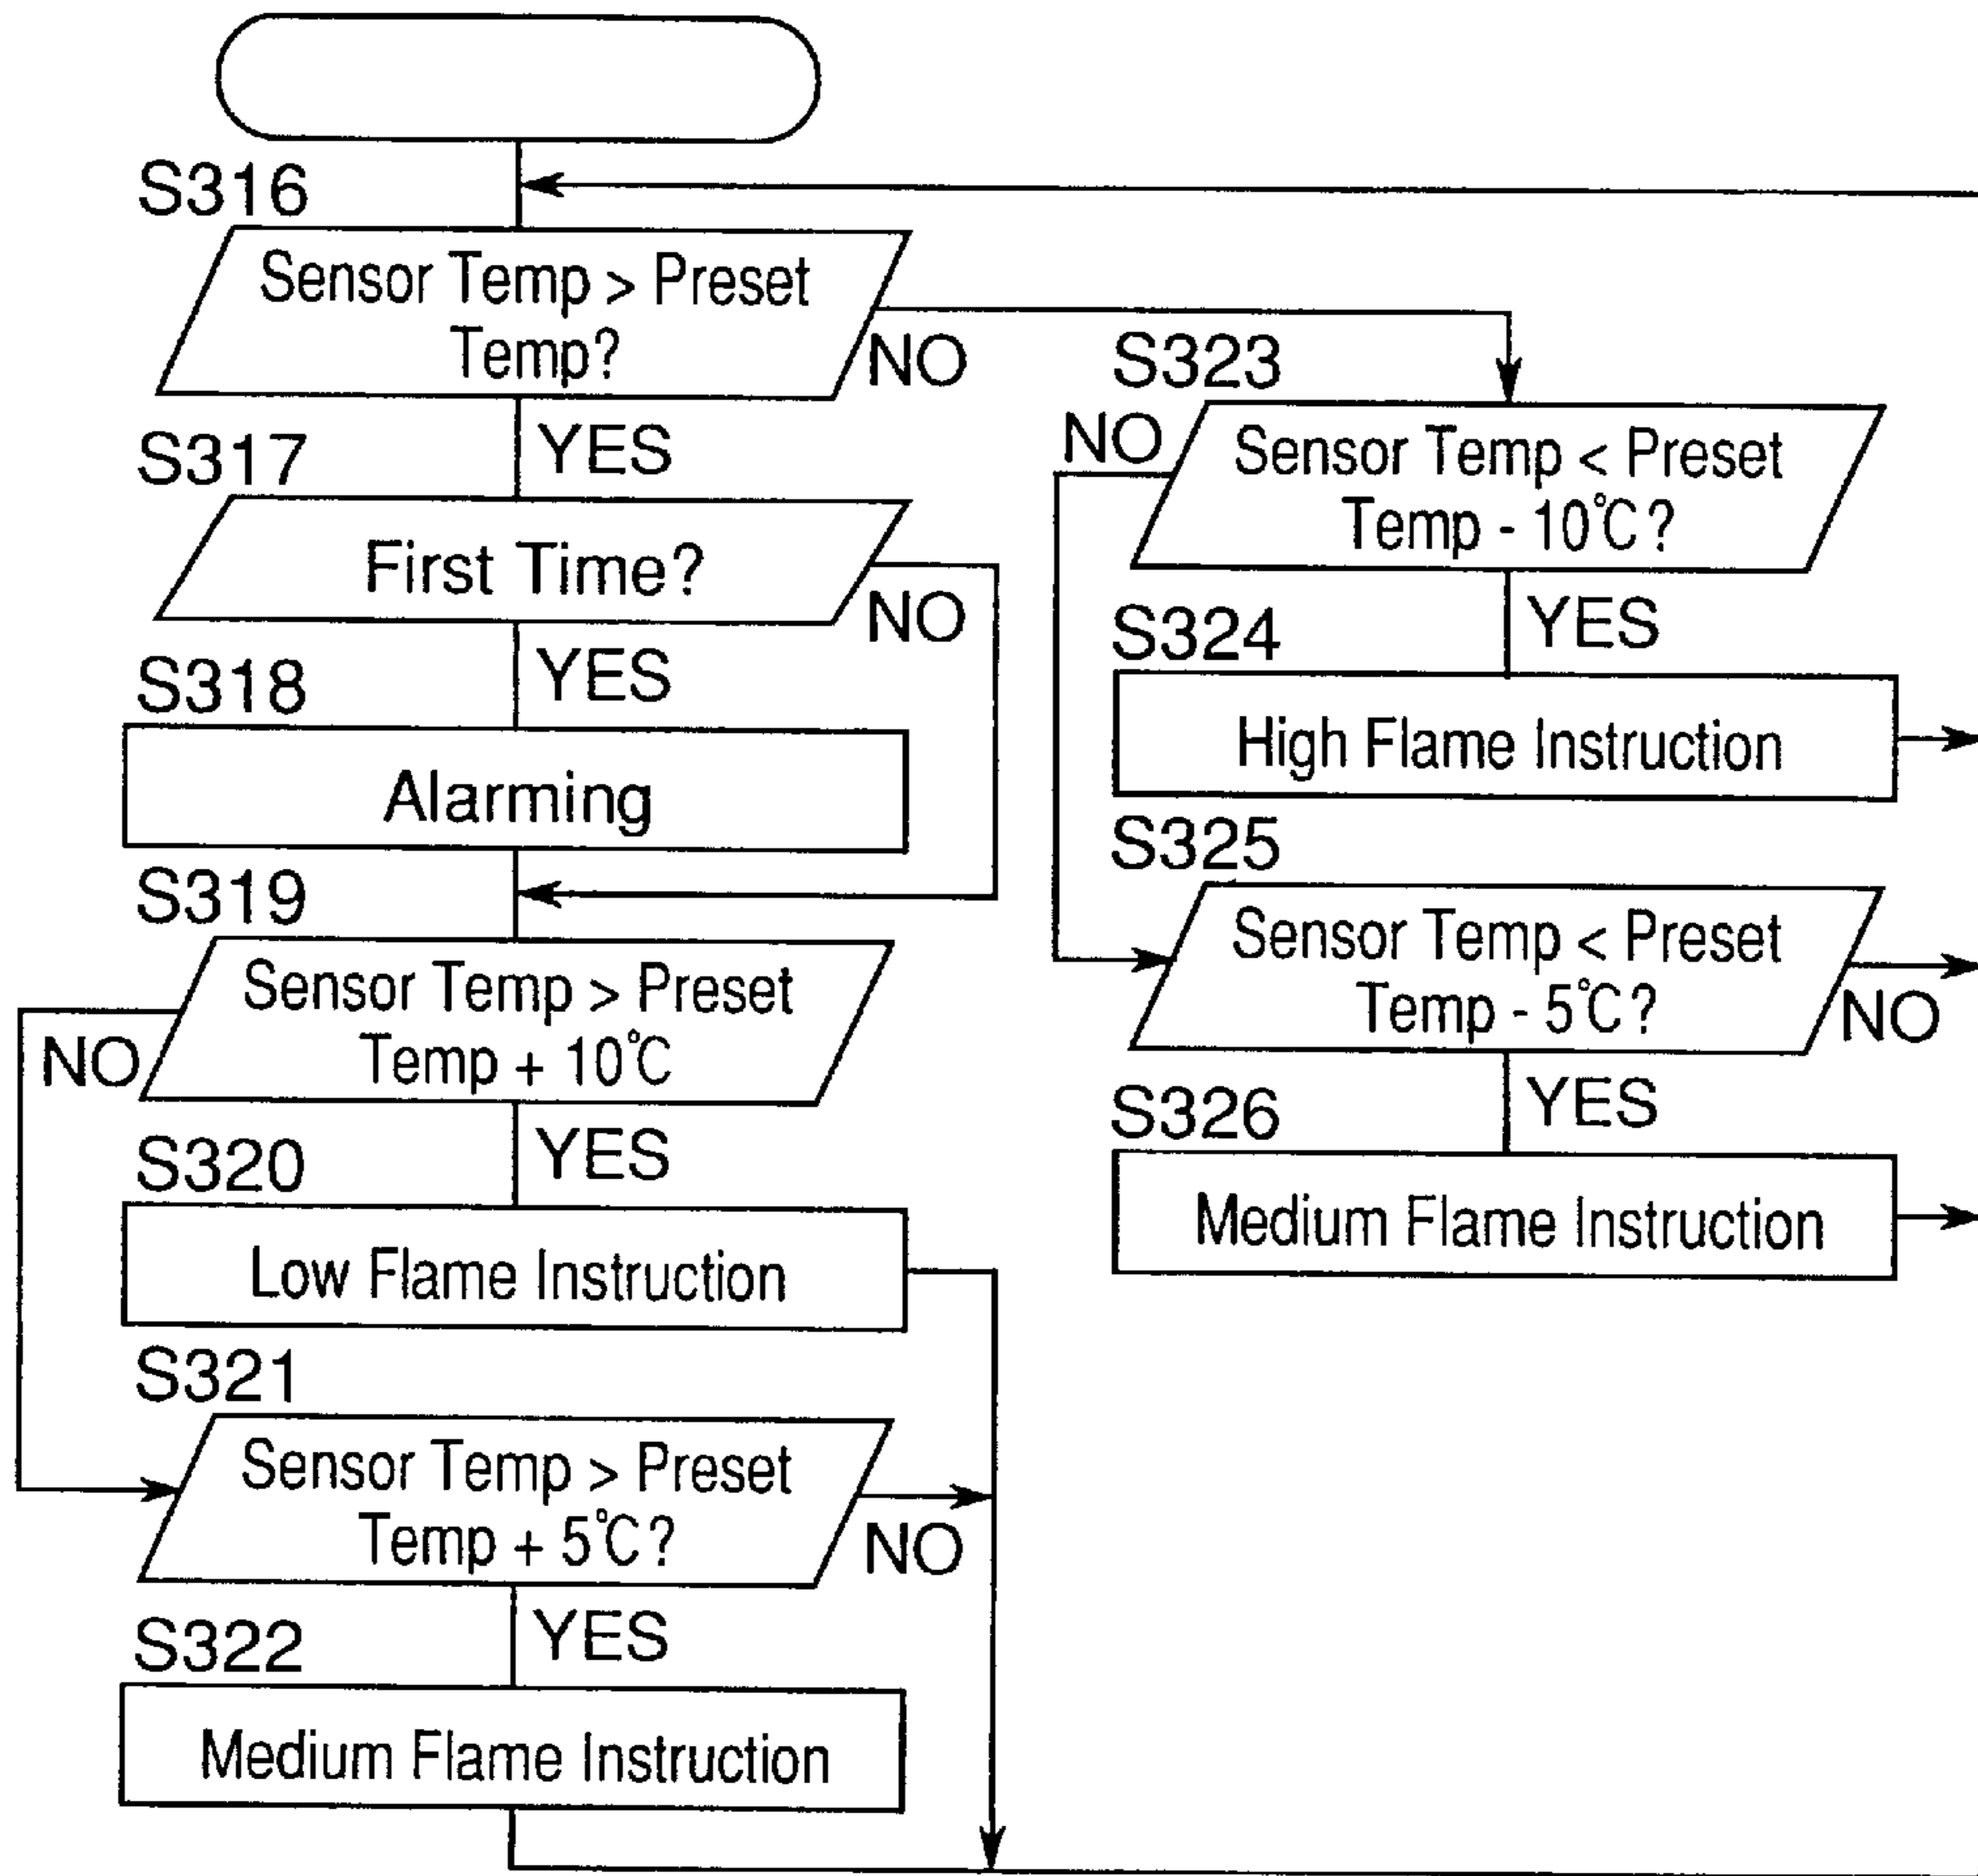 S316
Sensor Temp > Preset
Temp?
NO
YES
S317
First Time?
NO
YES
S318
Alarming
S319
Sensor Temp > Preset
Temp + 10°C
NO
YES
S320
Low Flame Instruction
S321
Sensor Temp > Preset
Temp + 5°C?
NO
YES
S322
Medium Flame Instruction
S323
NO
Sensor Temp < Preset
Temp - 10°C?
YES
S324
High Flame Instruction
S325
Sensor Temp < Preset
Temp - 5°C?
NO
YES
S326
Medium Flame Instruction